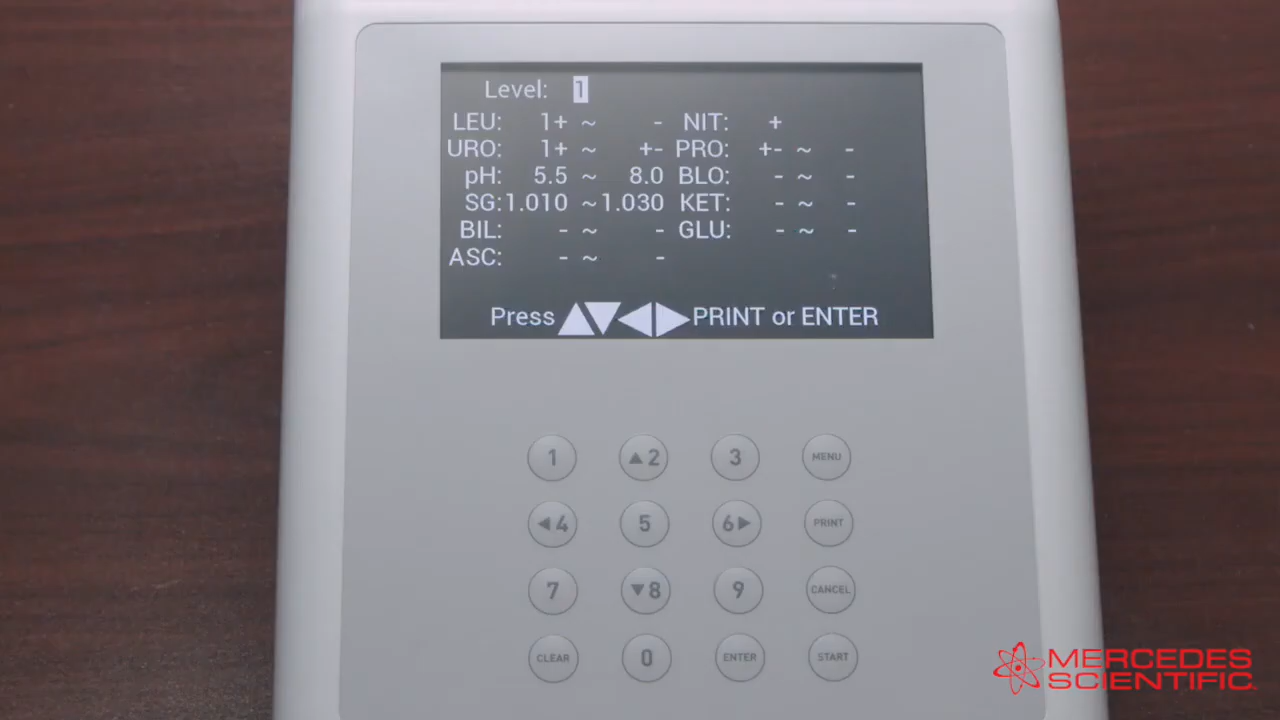 Level: 1
LEU: 1+ ~ - NIT: +
URO: 1+ ~ +- PRO: +- ~ -
pH: 5.5 ~ 8.0 BLO: - ~ -
SG: 1.010 ~ 1.030 KET: - ~ -
BIL: - ~ - GLU: - ~ -
ASC: - ~ -
Press ▲▼◀▶ PRINT or ENTER
1 ▲2 3 MENU
◀4 5 6▶ PRINT
7 ▼8 9 CANCEL
CLEAR 0 ENTER START
MERCEDES
SCIENTIFIC